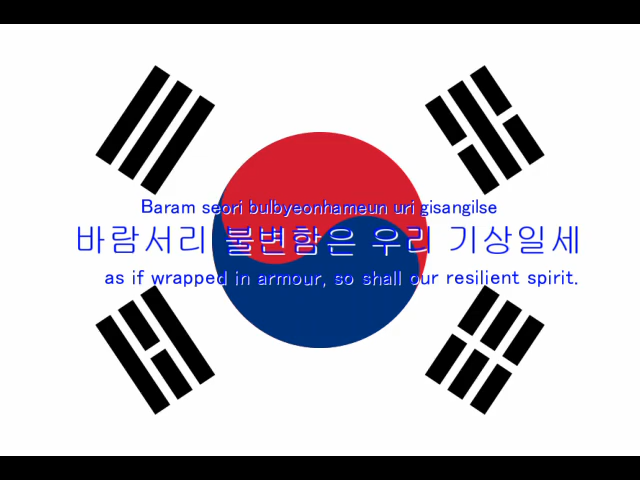 Baram seori bulbyeonhameun uri gisangilse
바람서리 불변함은 우리 기상일세
as if wrapped in armour, so shall our resilient spirit.